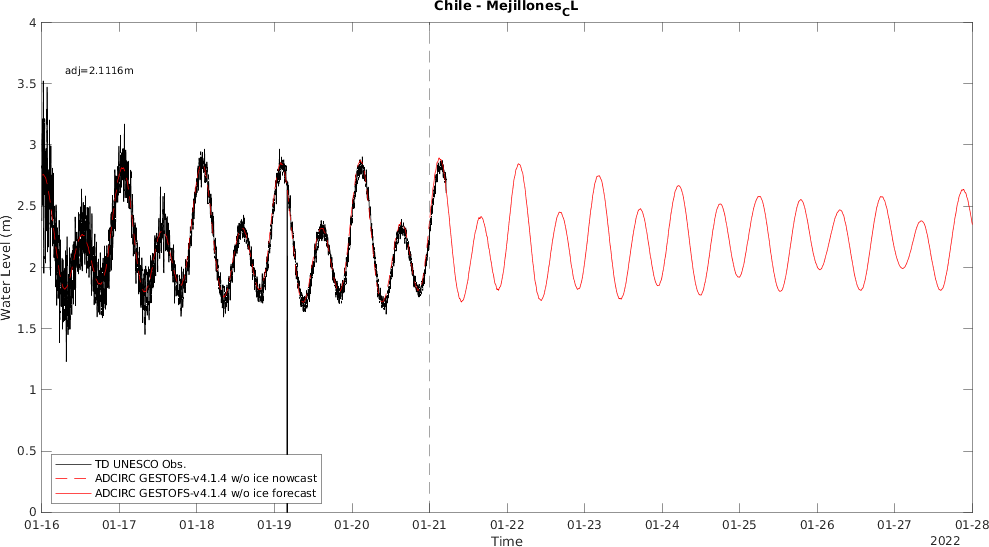 Chile - Mejillones_CL
4
adj=2.1116m
3.5
3
2.5
2
1.5
1
0.5
0
Water Level (m)
TD UNESCO Obs.
ADCIRC GESTOFS-v4.1.4 w/o ice nowcast
ADCIRC GESTOFS-v4.1.4 w/o ice forecast
01-16 01-17 01-18 01-19 01-20 01-21 01-22 01-23 01-24 01-25 01-26 01-27 01-28
Time
2022